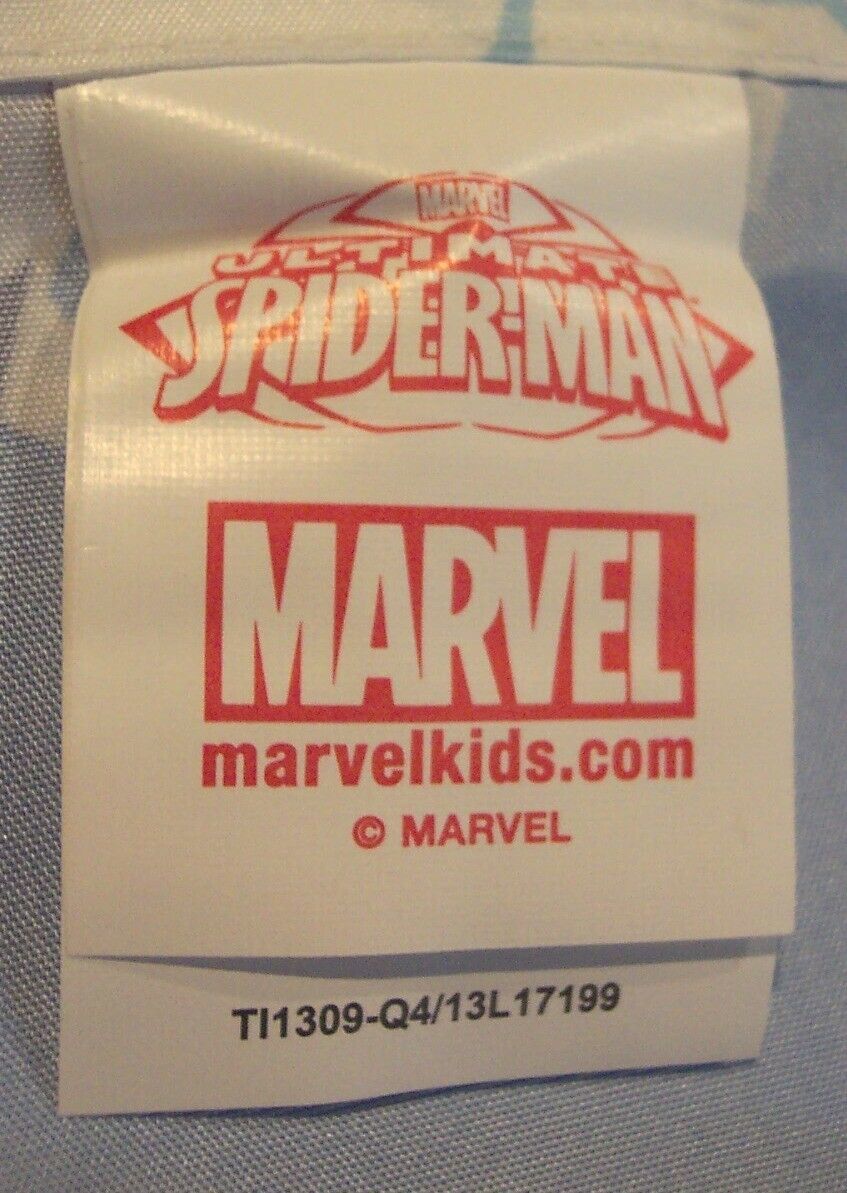 MARVEL
ULTIMATE
SPIDER-MAN
MARVEL
marvelkids.com
© MARVEL
TI1309-Q4/13L17199